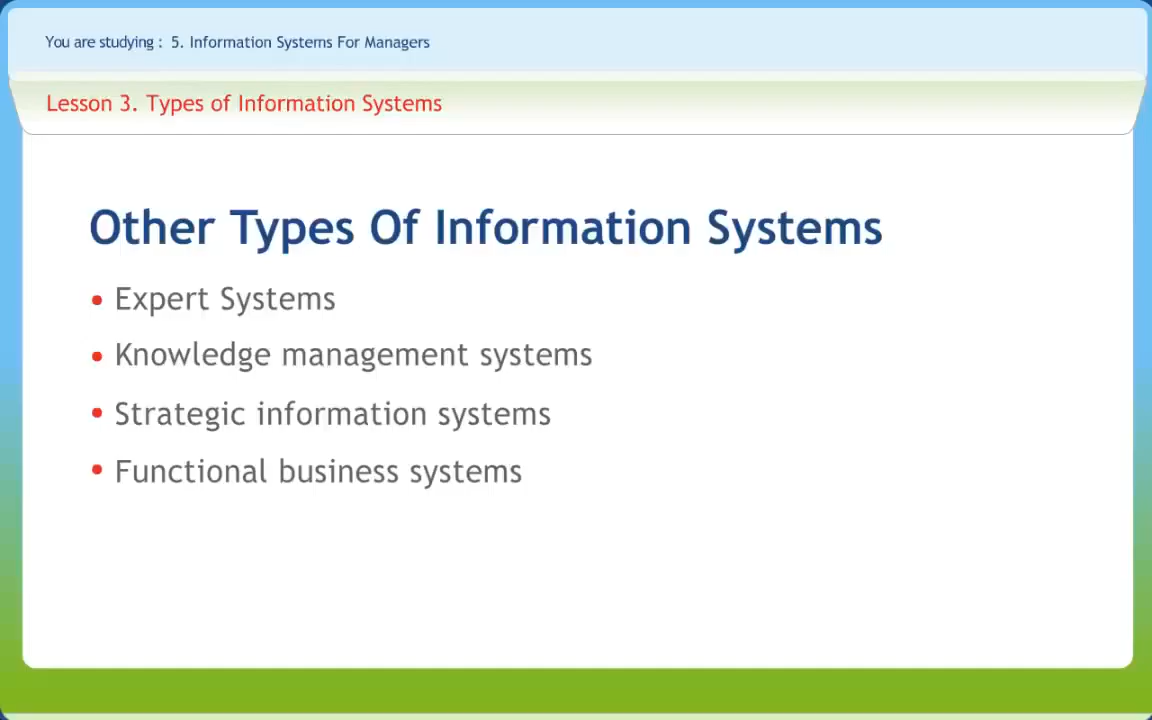 You are studying : 5. Information Systems For Managers
Lesson 3. Types of Information Systems
Other Types Of Information Systems
• Expert Systems
• Knowledge management systems
• Strategic information systems
• Functional business systems